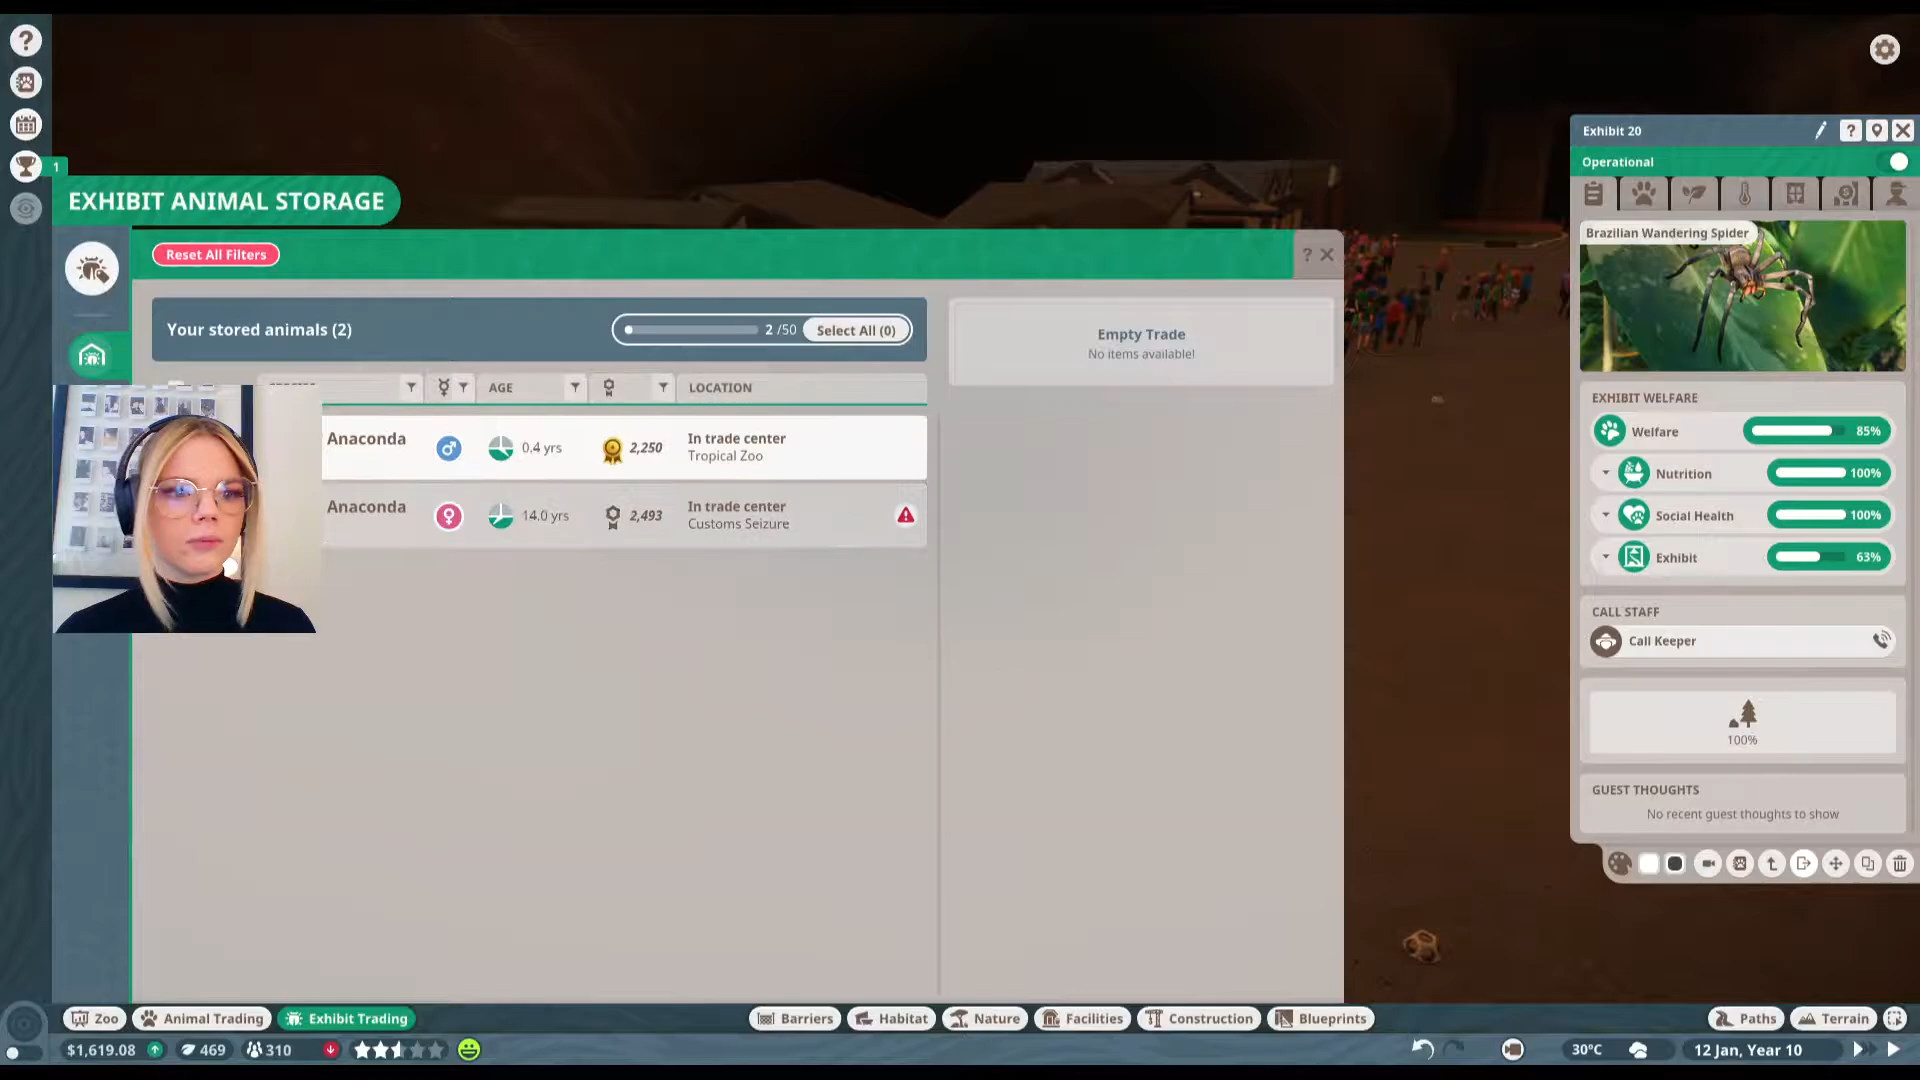 1
EXHIBIT ANIMAL STORAGE
Reset All Filters
? ×
Your stored animals (2)
2 /50
Select All (0)
AGE
LOCATION
Anaconda
0.4 yrs
2,250
In trade center
Tropical Zoo
Anaconda
14.0 yrs
2,493
In trade center
Customs Seizure
Empty Trade
No items available!
Exhibit 20
Operational
Brazilian Wandering Spider
EXHIBIT WELFARE
Welfare 85%
Nutrition 100%
Social Health 100%
Exhibit 63%
CALL STAFF
Call Keeper
100%
GUEST THOUGHTS
No recent guest thoughts to show
Zoo
Animal Trading
Exhibit Trading
Barriers
Habitat
Nature
Facilities
Construction
Blueprints
Paths
Terrain
$1,619.08
469
310
30°C
12 Jan, Year 10